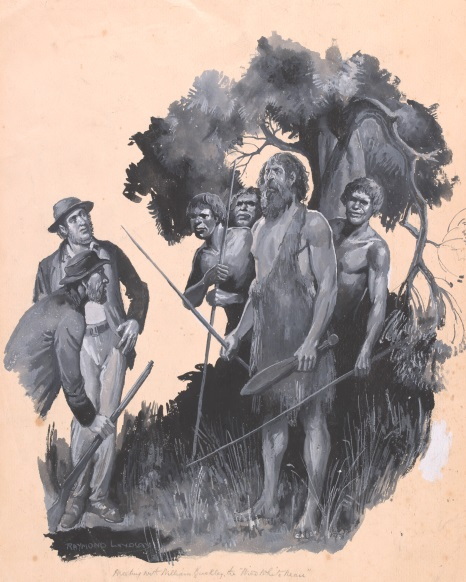 RAYMOND LINDSAY
Meeting with William Buckley, the "Wild White Man"